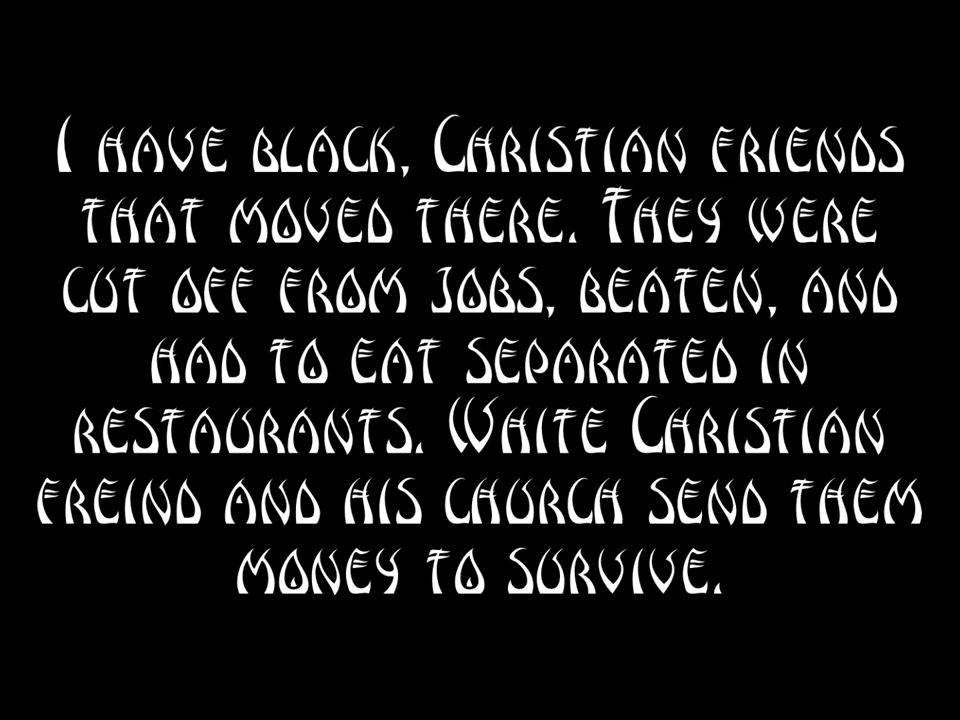 I have black, Christian friends
that moved there. They were
cut off from jobs, beaten, and
had to eat separated in
restaurants. White Christian
freind and his church send them
money to survive.